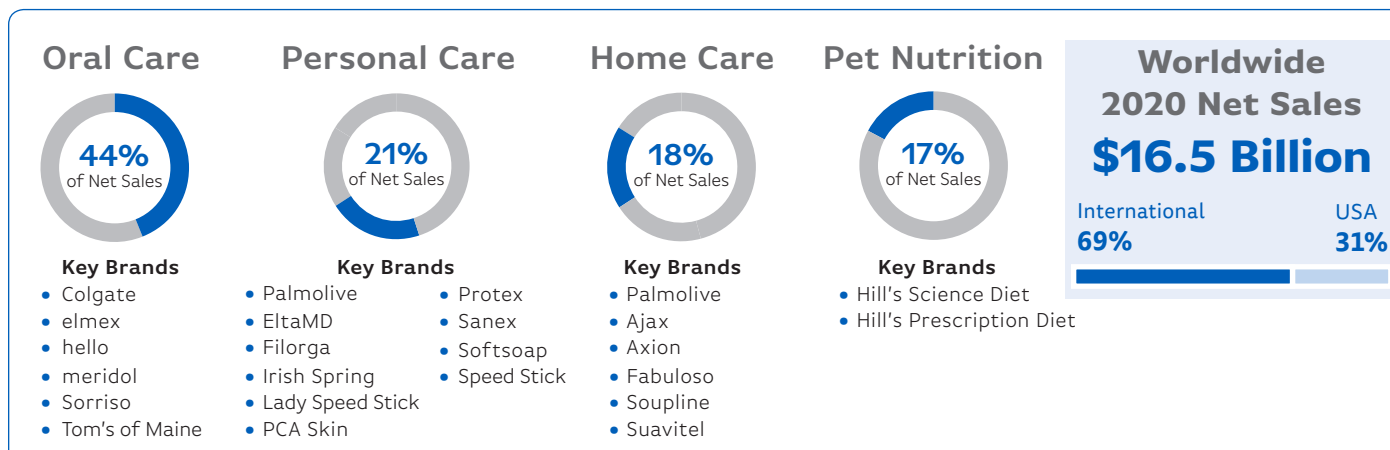 Oral Care
44%
of Net Sales
Key Brands
• Colgate
• elmex
• hello
• meridol
• Sorriso
• Tom's of Maine
Personal Care
21%
of Net Sales
Key Brands
• Palmolive
• EltaMD
• Filorga
• Irish Spring
• Lady Speed Stick
• PCA Skin
• Protex
• Sanex
• Softsoap
• Speed Stick
Home Care
18%
of Net Sales
Key Brands
• Palmolive
• Ajax
• Axion
• Fabuloso
• Soupline
• Suavitel
Pet Nutrition
17%
of Net Sales
Key Brands
• Hill's Science Diet
• Hill's Prescription Diet
Worldwide
2020 Net Sales
$16.5 Billion
International
69%
USA
31%